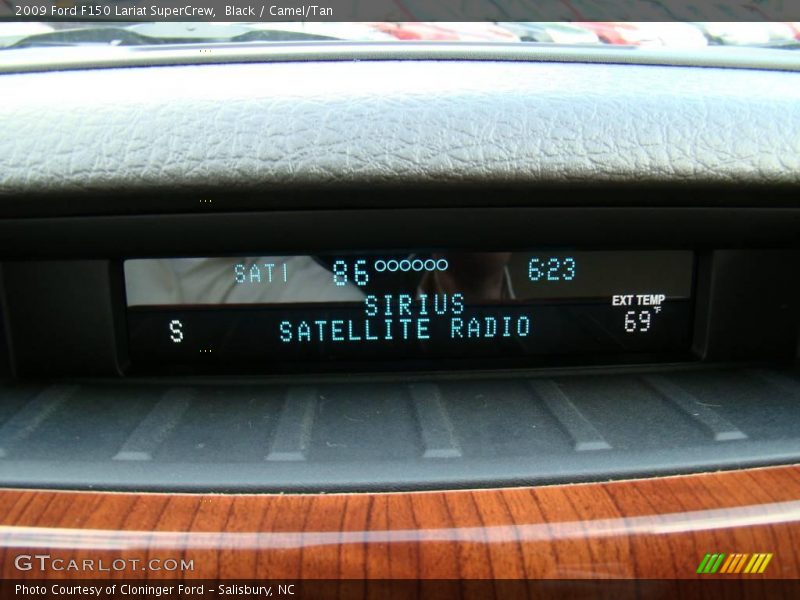 2009 Ford F150 Lariat SuperCrew, Black / Camel/Tan
SAT1 86 6:23
SIRIUS
EXT TEMP
S SATELLITE RADIO 69°F
GTCARLOT.COM
Photo Courtesy of Cloninger Ford - Salisbury, NC